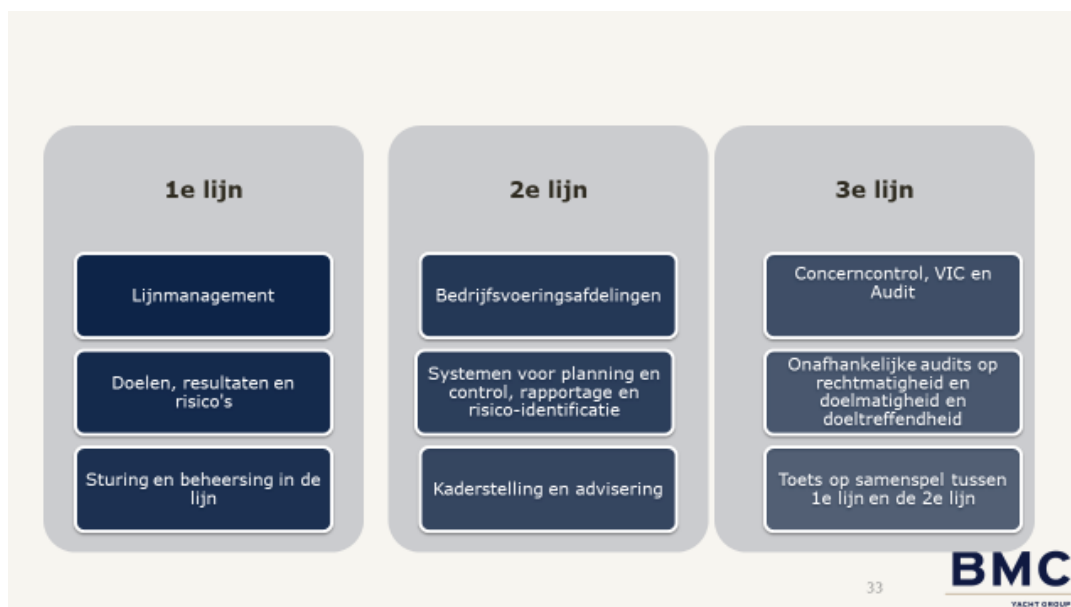 1e lijn
Lijnmanagement
Doelen, resultaten en
risico's
Sturing en beheersing in de
lijn
2e lijn
Bedrijfsvoeringsafdelingen
Systemen voor planning en
control, rapportage en
risico-identificatie
Kaderstelling en advisering
3e lijn
Concerncontrol, VIC en
Audit
Onafhankelijke audits op
rechtmatigheid en
doelmatigheid en
doeltreffendheid
Toets op samenspel tussen
1e lijn en de 2e lijn
33
BMC
YACHT GROUP